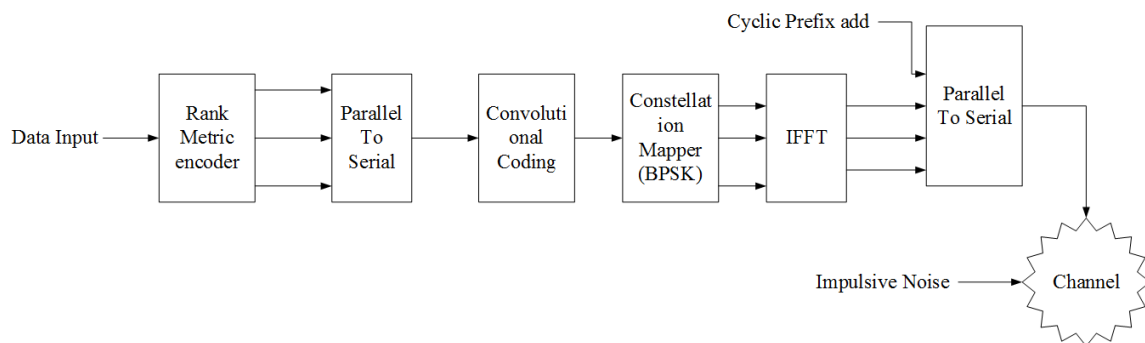 Cyclic Prefix add
Data Input
Rank
Metric
encoder
Parallel
To
Serial
Convoluti
onal
Coding
Constellat
ion
Mapper
(BPSK)
IFFT
Parallel
To Serial
Impulsive Noise
Channel